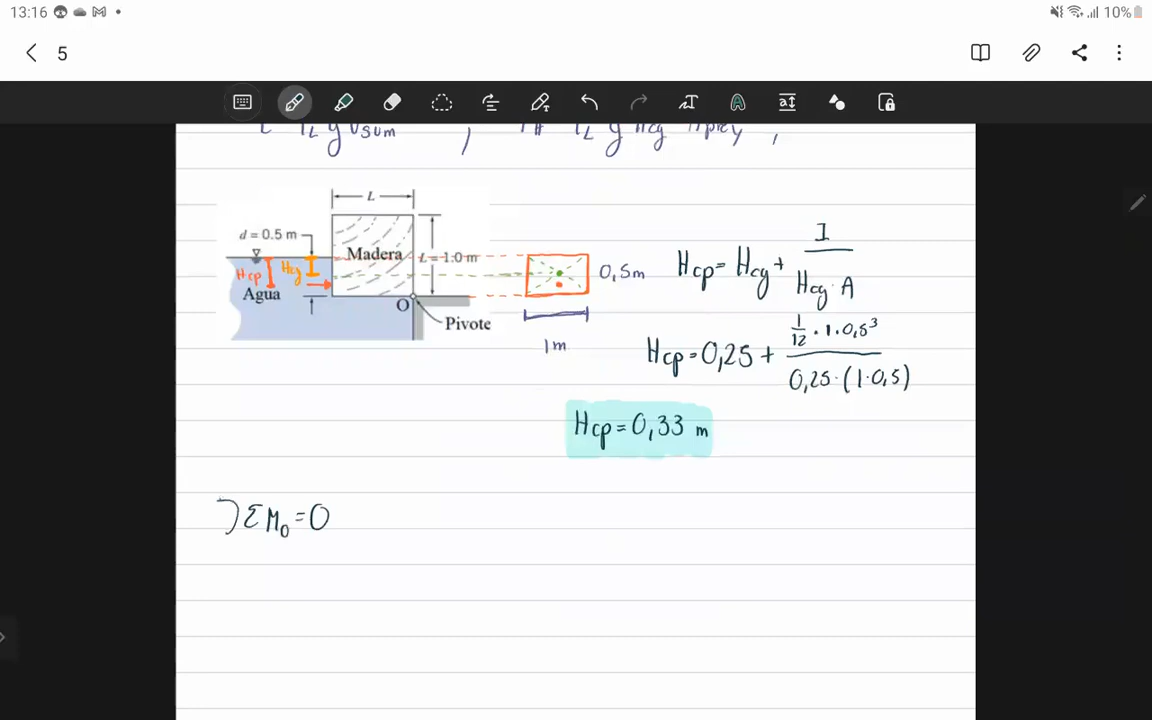 13:16
10%
5
L
d = 0.5 m
Madera
L = 1.0 m
Hcp
Hcg
Agua
O
Pivote
0,5m
1m
Hcp = Hcg + I / Hcg · A
Hcp = 0,25 + 1/12 · 1 · 0,5³ / 0,25 · (1 · 0,5)
Hcp = 0,33 m
ΣM₀ = 0